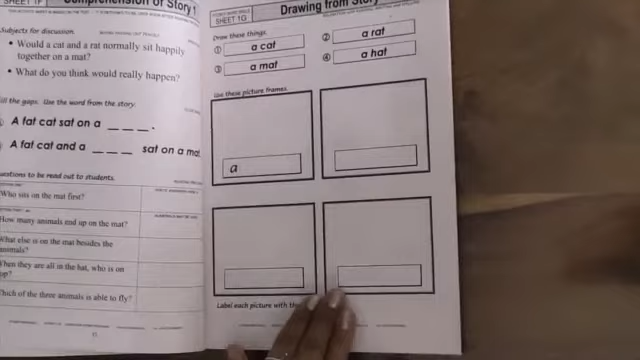 SHEET 1F
Comprehension of Story 1
Subjects for discussion.
• Would a cat and a rat normally sit happily
together on a mat?
• What do you think would really happen?
Fill the gaps. Use the word from the story.
A fat cat sat on a _ _ _ .
A fat cat and a _ _ _ sat on a mat
Questions to be read out to students.
Who sits on the mat first?
How many animals end up on the mat?
What else is on the mat besides the
animals?
When they are all in the hat, who is on
top?
Which of the three animals is able to fly?
SHEET 1G
Drawing from Story
Draw these things.
① a cat
② a rat
③ a mat
④ a hat
Use these picture frames.
a
Label each picture with the